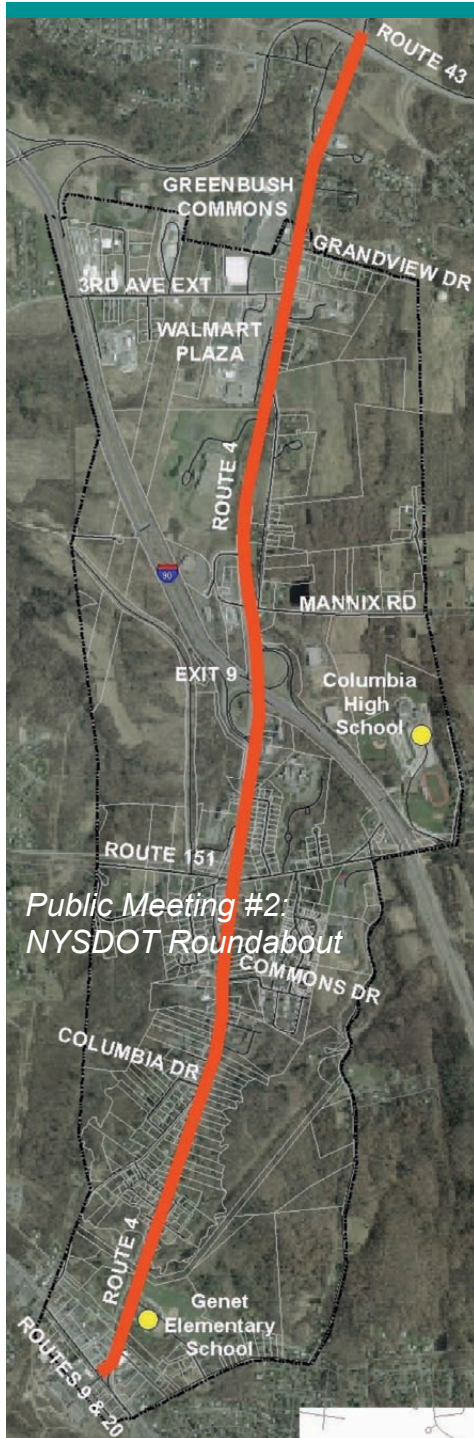 ROUTE 43
GREENBUSH
COMMONS
GRANDVIEW DR
3RD AVE EXT
WALMART
PLAZA
ROUTE 4
90
MANNIX RD
EXIT 9
Columbia
High
School
ROUTE 151
Public Meeting #2:
NYSDOT Roundabout
COMMONS DR
COLUMBIA DR
ROUTE 4
Genet
Elementary
School
ROUTES 9 & 20